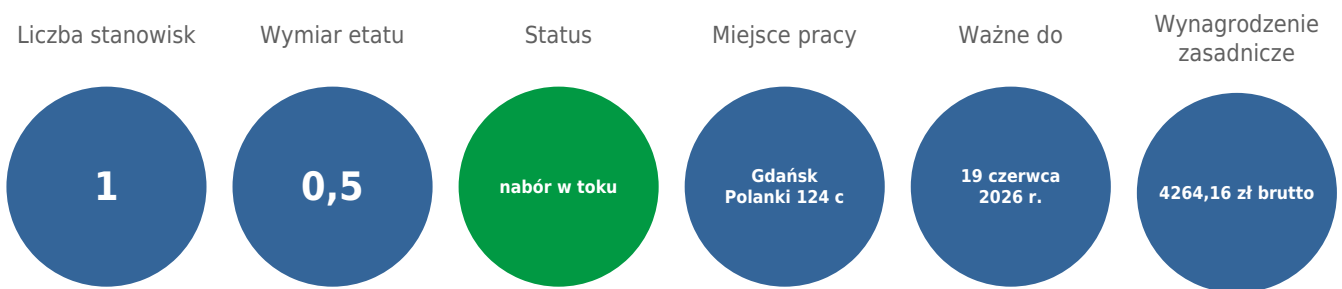 Liczba stanowisk
1
Wymiar etatu
0,5
Status
nabór w toku
Miejsce pracy
Gdańsk
Polanki 124 c
Ważne do
19 czerwca
2026 r.
Wynagrodzenie
zasadnicze
4264,16 zł brutto